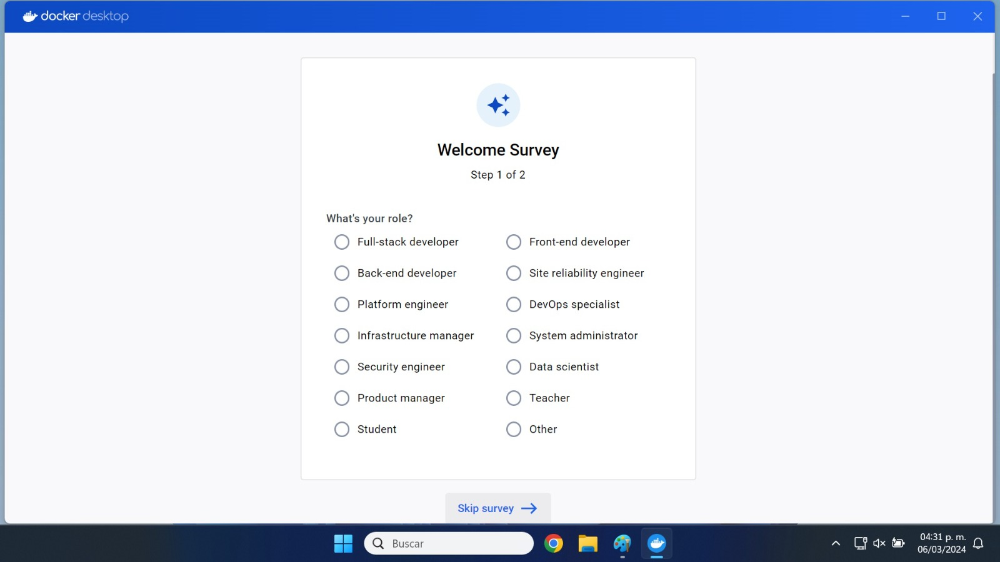 docker desktop
Welcome Survey
Step 1 of 2
What's your role?
Full-stack developer
Front-end developer
Back-end developer
Site reliability engineer
Platform engineer
DevOps specialist
Infrastructure manager
System administrator
Security engineer
Data scientist
Product manager
Teacher
Student
Other
Skip survey
Buscar
04:31 p. m.
06/03/2024